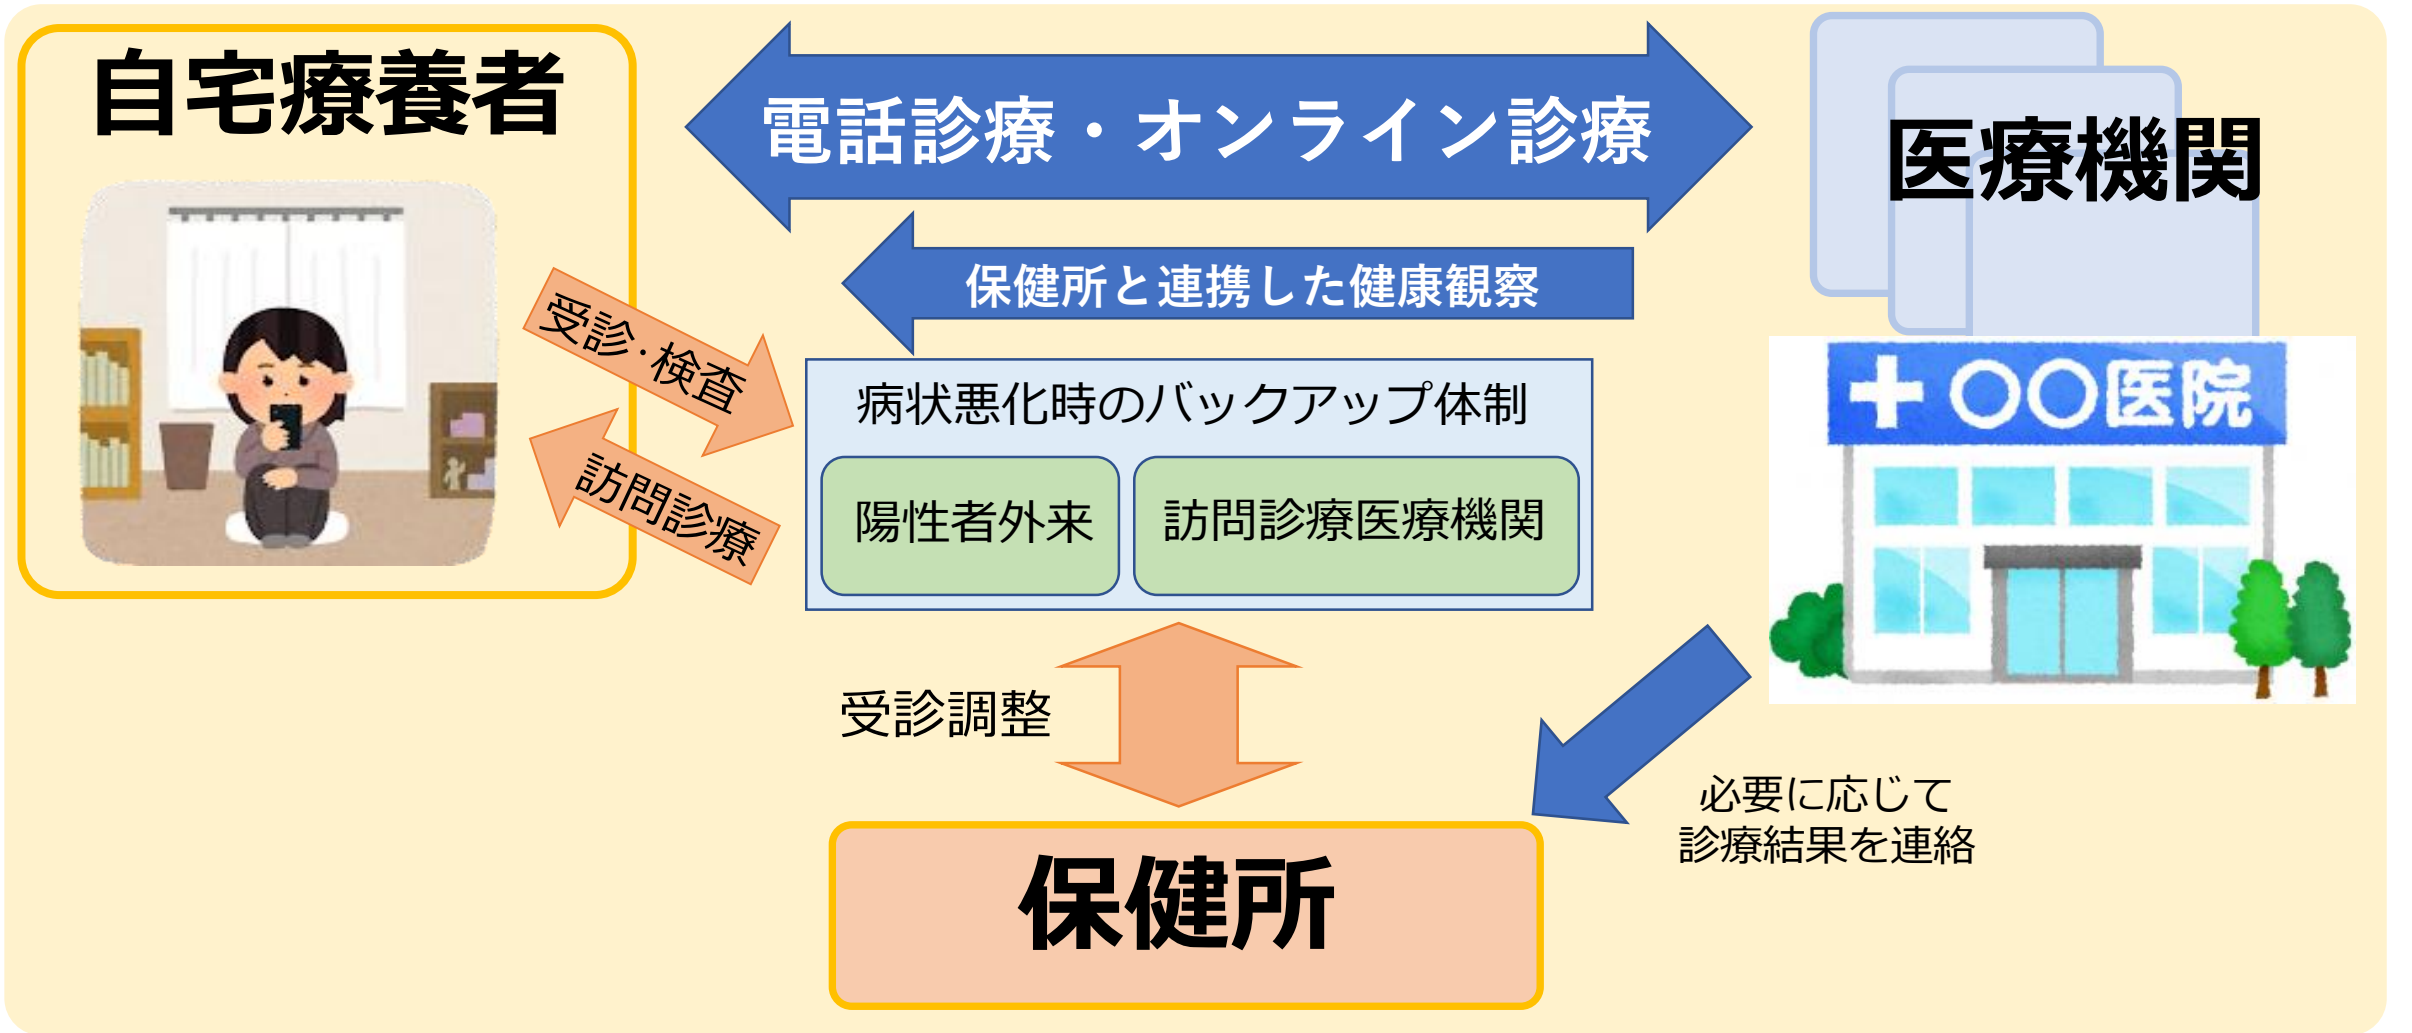 自宅療養者
電話診療・オンライン診療
医療機関
保健所と連携した健康観察
受診・検査
訪問診療
病状悪化時のバックアップ体制
陽性者外来
訪問診療医療機関
〇〇医院
受診調整
必要に応じて
診療結果を連絡
保健所